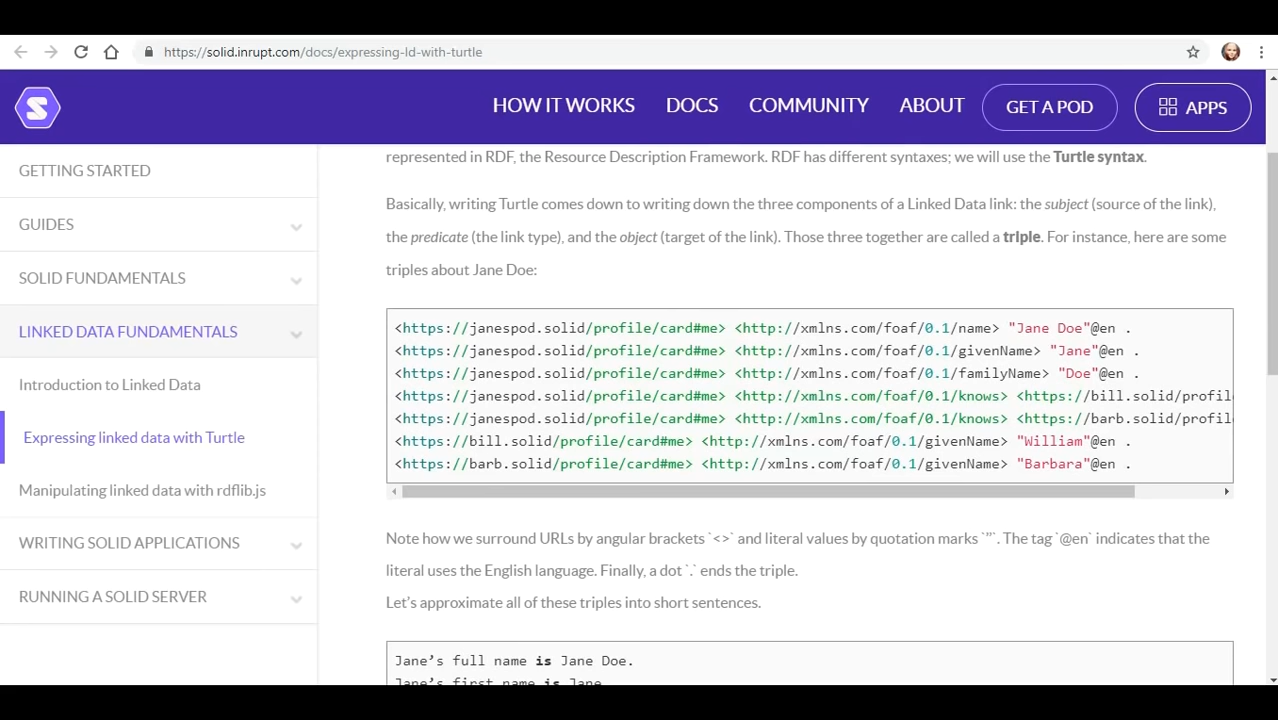 https://solid.inrupt.com/docs/expressing-ld-with-turtle
S
HOW IT WORKS
DOCS
COMMUNITY
ABOUT
GET A POD
APPS
GETTING STARTED
GUIDES
SOLID FUNDAMENTALS
LINKED DATA FUNDAMENTALS
Introduction to Linked Data
Expressing linked data with Turtle
Manipulating linked data with rdflib.js
WRITING SOLID APPLICATIONS
RUNNING A SOLID SERVER
represented in RDF, the Resource Description Framework. RDF has different syntaxes; we will use the Turtle syntax.
Basically, writing Turtle comes down to writing down the three components of a Linked Data link: the subject (source of the link),
the predicate (the link type), and the object (target of the link). Those three together are called a triple. For instance, here are some
triples about Jane Doe:
<https://janespod.solid/profile/card#me> <http://xmlns.com/foaf/0.1/name> "Jane Doe"@en .
<https://janespod.solid/profile/card#me> <http://xmlns.com/foaf/0.1/givenName> "Jane"@en .
<https://janespod.solid/profile/card#me> <http://xmlns.com/foaf/0.1/familyName> "Doe"@en .
<https://janespod.solid/profile/card#me> <http://xmlns.com/foaf/0.1/knows> <https://bill.solid/profil
<https://janespod.solid/profile/card#me> <http://xmlns.com/foaf/0.1/knows> <https://barb.solid/profil
<https://bill.solid/profile/card#me> <http://xmlns.com/foaf/0.1/givenName> "William"@en .
<https://barb.solid/profile/card#me> <http://xmlns.com/foaf/0.1/givenName> "Barbara"@en .
Note how we surround URLs by angular brackets `<>` and literal values by quotation marks `"`. The tag `@en` indicates that the
literal uses the English language. Finally, a dot `.` ends the triple.
Let's approximate all of these triples into short sentences.
Jane’s full name is Jane Doe.
Jane’s first name is Jane